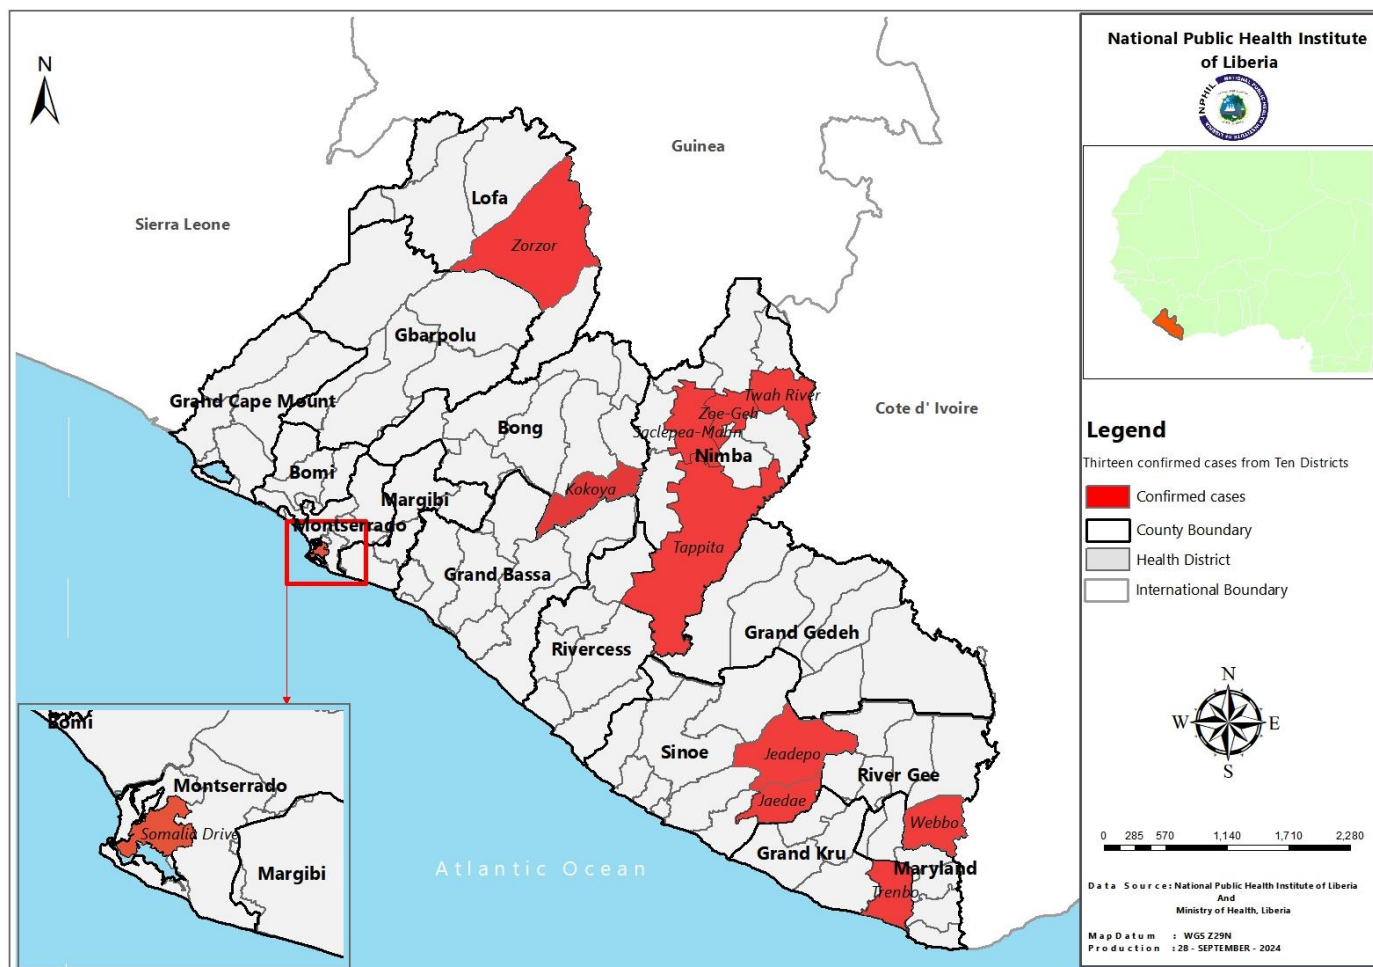 National Public Health Institute
of Liberia
N
Guinea
Lofa
Sierra Leone
Zorzor
Gbarpolu
Twah River
Grand Cape Mount
Zoe-Geh
Cote d' Ivoire
Saclepea-Mahn
Bong
Nimba
Bomi
Kokoya
Margibi
Montserrado
Tappita
Grand Bassa
Grand Gedeh
Rivercess
Sinoe
Jeadepo
River Gee
Jaedae
Webbo
Grand Kru
Maryland
Trenbo
Atlantic Ocean
Bomi
Montserrado
Somalia Drive
Margibi
Legend
Thirteen confirmed cases from Ten Districts
Confirmed cases
County Boundary
Health District
International Boundary
N
W E
S
0 285 570 1,140 1,710 2,280
Data Source: National Public Health Institute of Liberia
And
Ministry of Health, Liberia
Map Datum : WGS Z29N
Production : 28 - SEPTEMBER - 2024